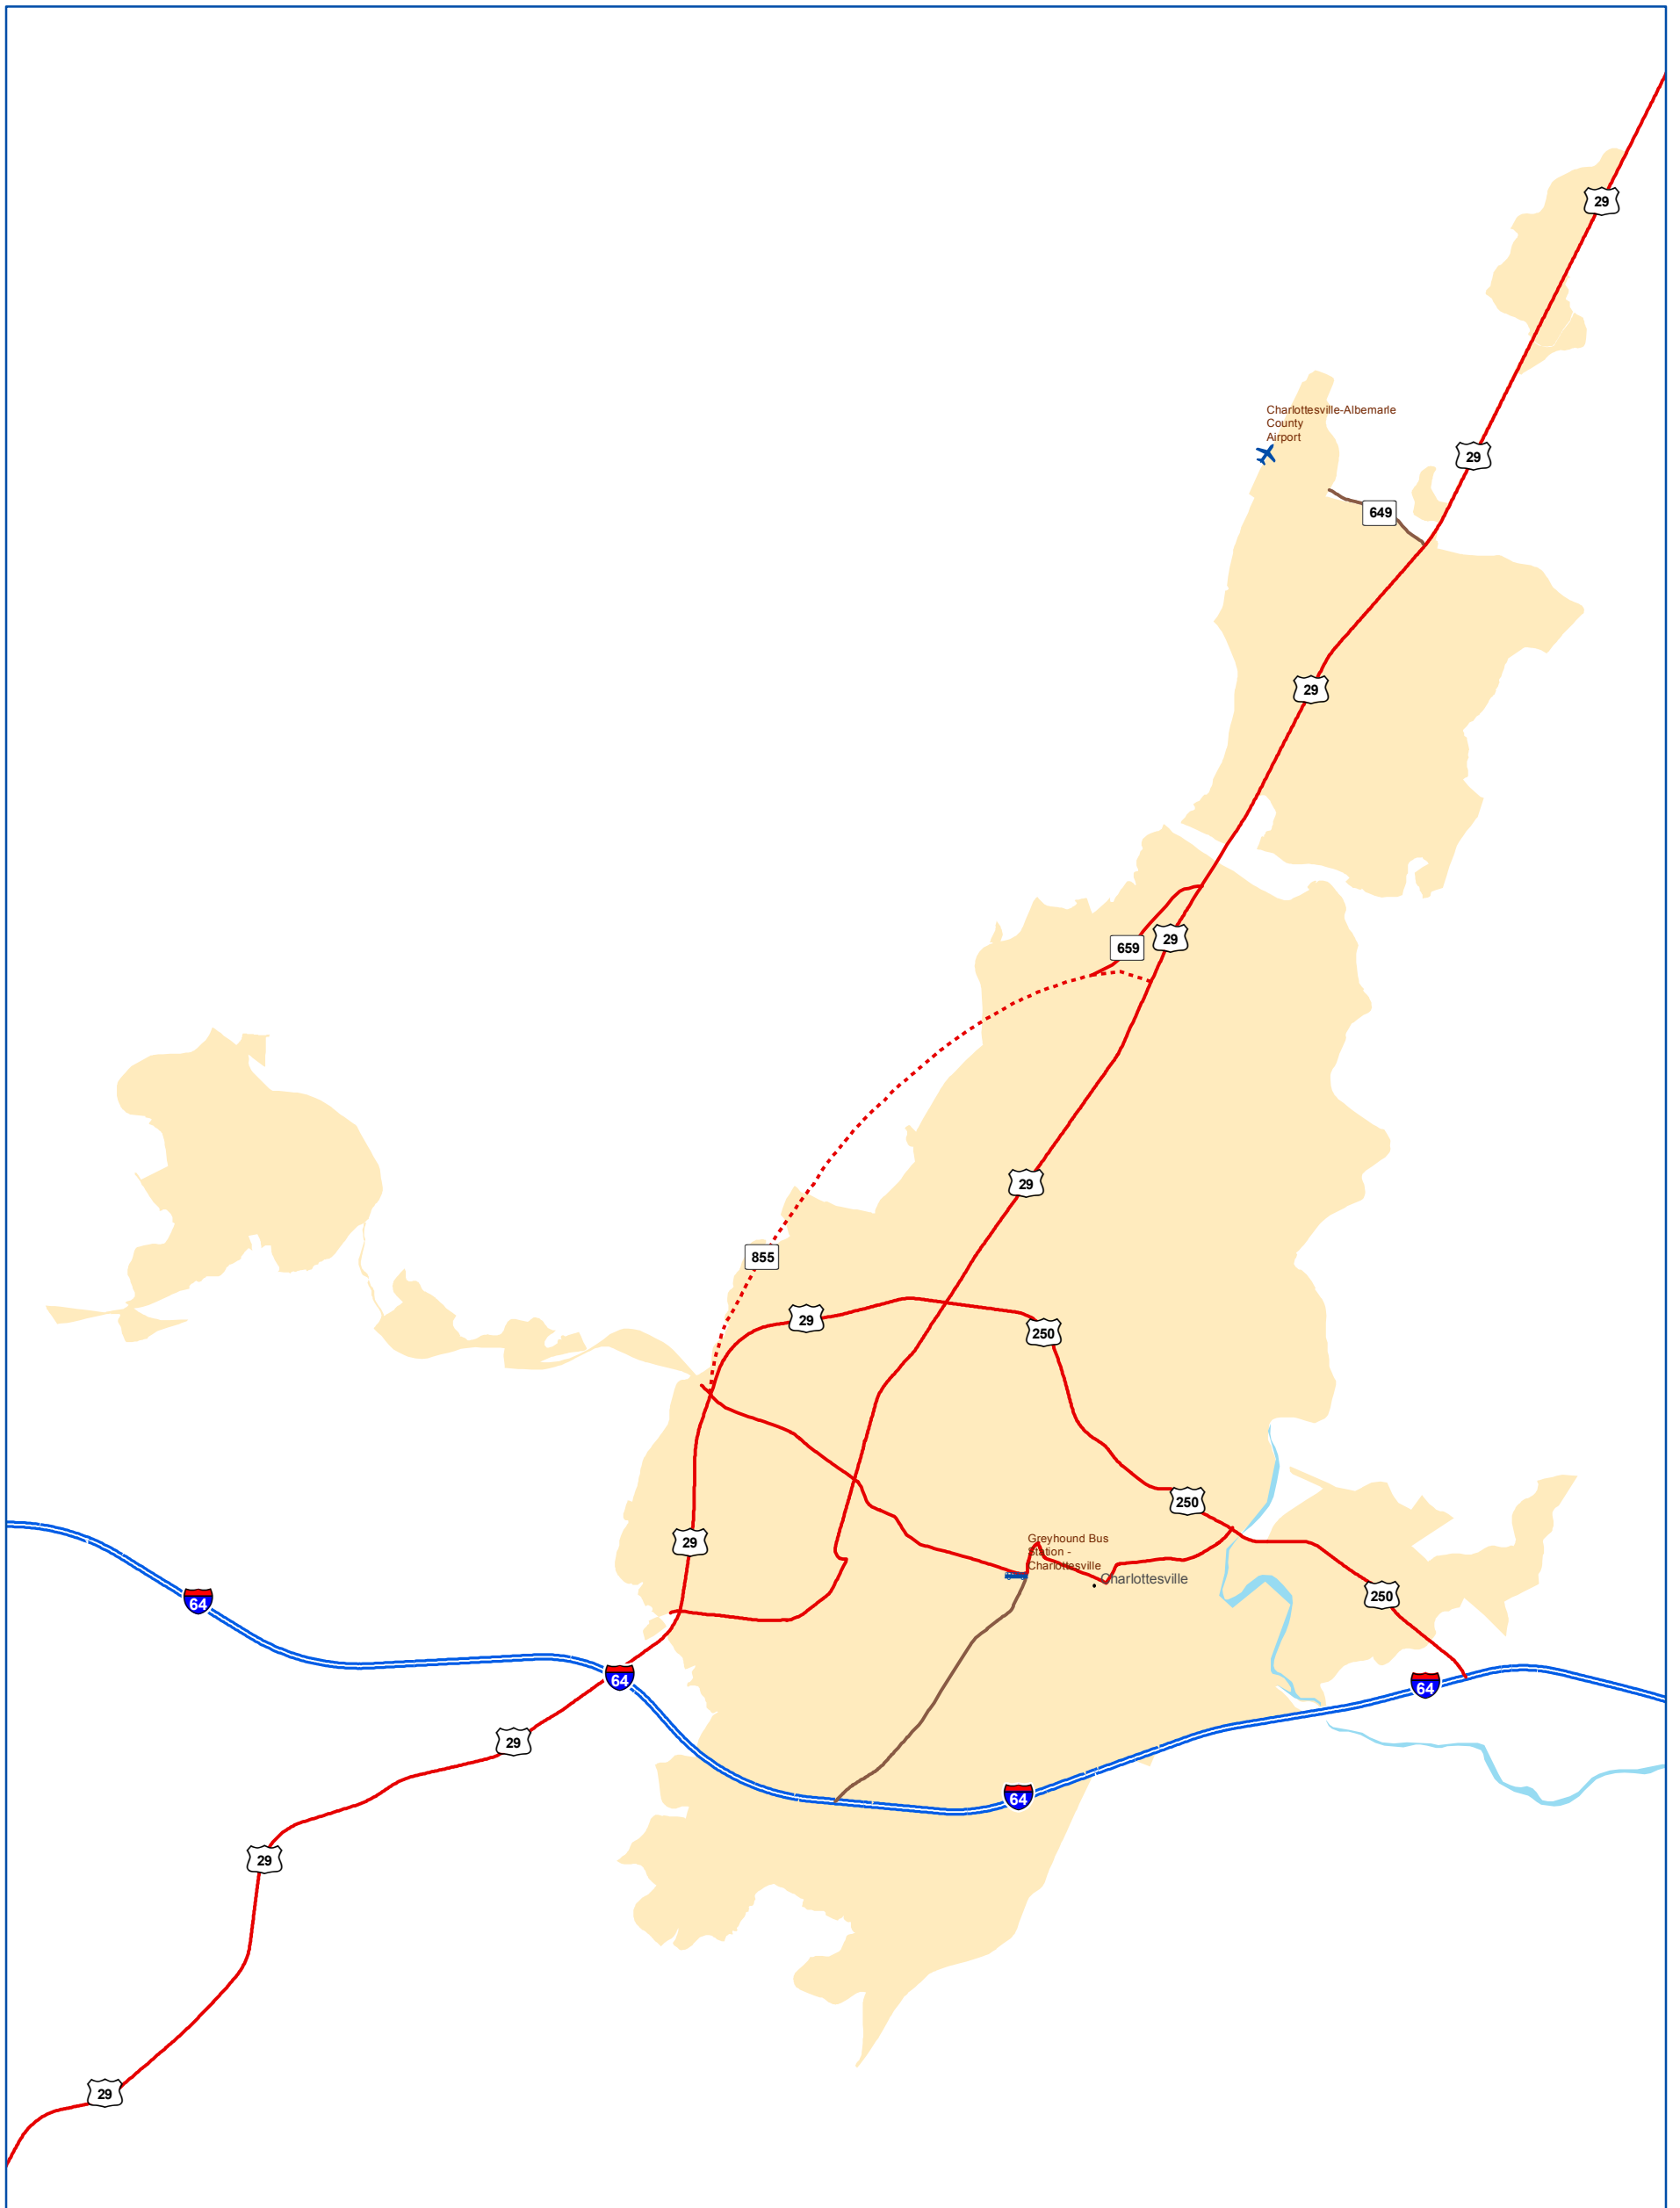 29
Charlottesville-Albemarle
County
Airport
29
649
29
29
659
29
855
29
250
250
29
Greyhound Bus
Station -
Charlottesville
Charlottesville
250
64
64
64
29
64
29
29